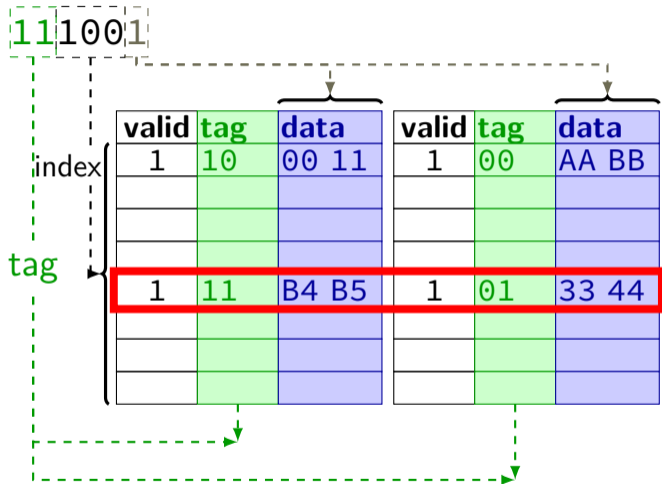 111001
valid tag data valid tag data
1 10 00 11 1 00 AA BB
index
tag
1 11 B4 B5 1 01 33 44